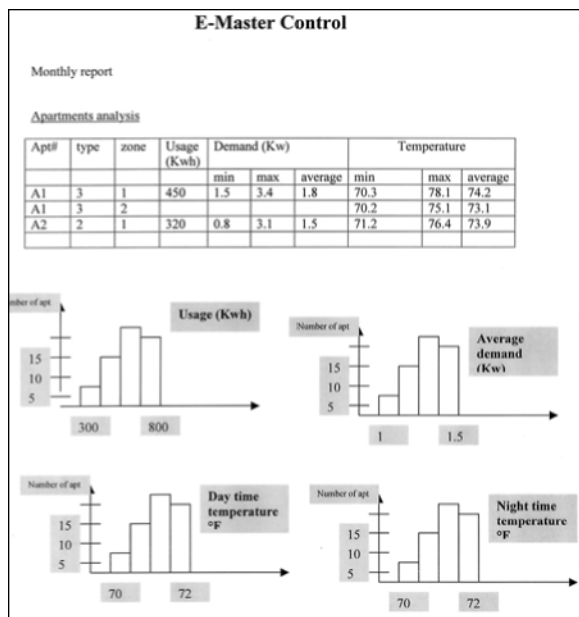 E-Master Control
Monthly report
Apartments analysis
Apt# type zone Usage (Kwh) Demand (Kw) Temperature
min max average min max average
A1 3 1 450 1.5 3.4 1.8 70.3 78.1 74.2
A1 3 2 70.2 75.1 73.1
A2 2 1 320 0.8 3.1 1.5 71.2 76.4 73.9
mber of apt
Usage (Kwh)
15
10
5
300 800
Number of apt
Average
demand
(Kw)
15
10
5
1 1.5
Number of apt
Day time
temperature
°F
15
10
5
70 72
Number of apt
Night time
temperature
°F
15
10
5
70 72